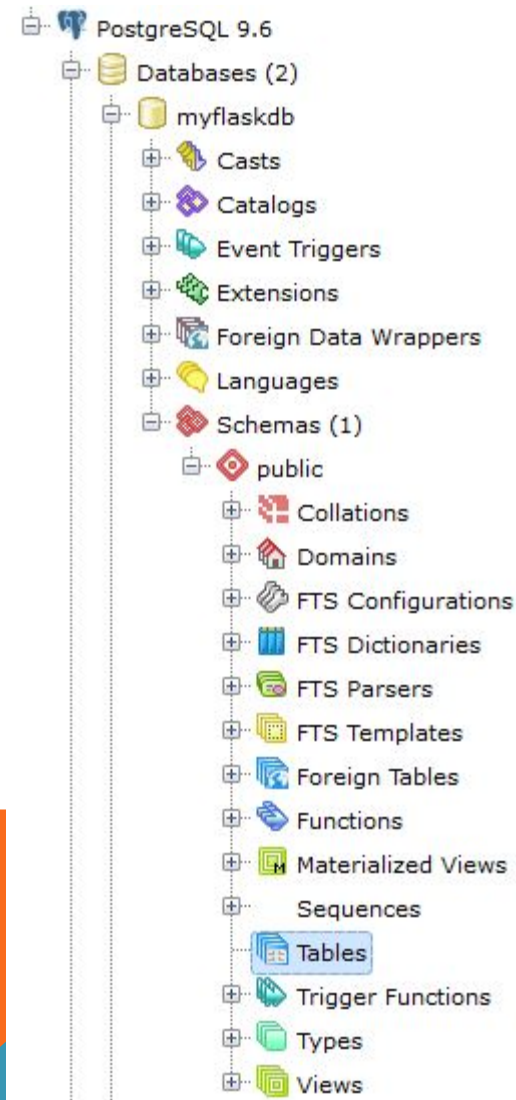 PostgreSQL 9.6
Databases (2)
myflaskdb
Casts
Catalogs
Event Triggers
Extensions
Foreign Data Wrappers
Languages
Schemas (1)
public
Collations
Domains
FTS Configurations
FTS Dictionaries
FTS Parsers
FTS Templates
Foreign Tables
Functions
Materialized Views
Sequences
Tables
Trigger Functions
Types
Views